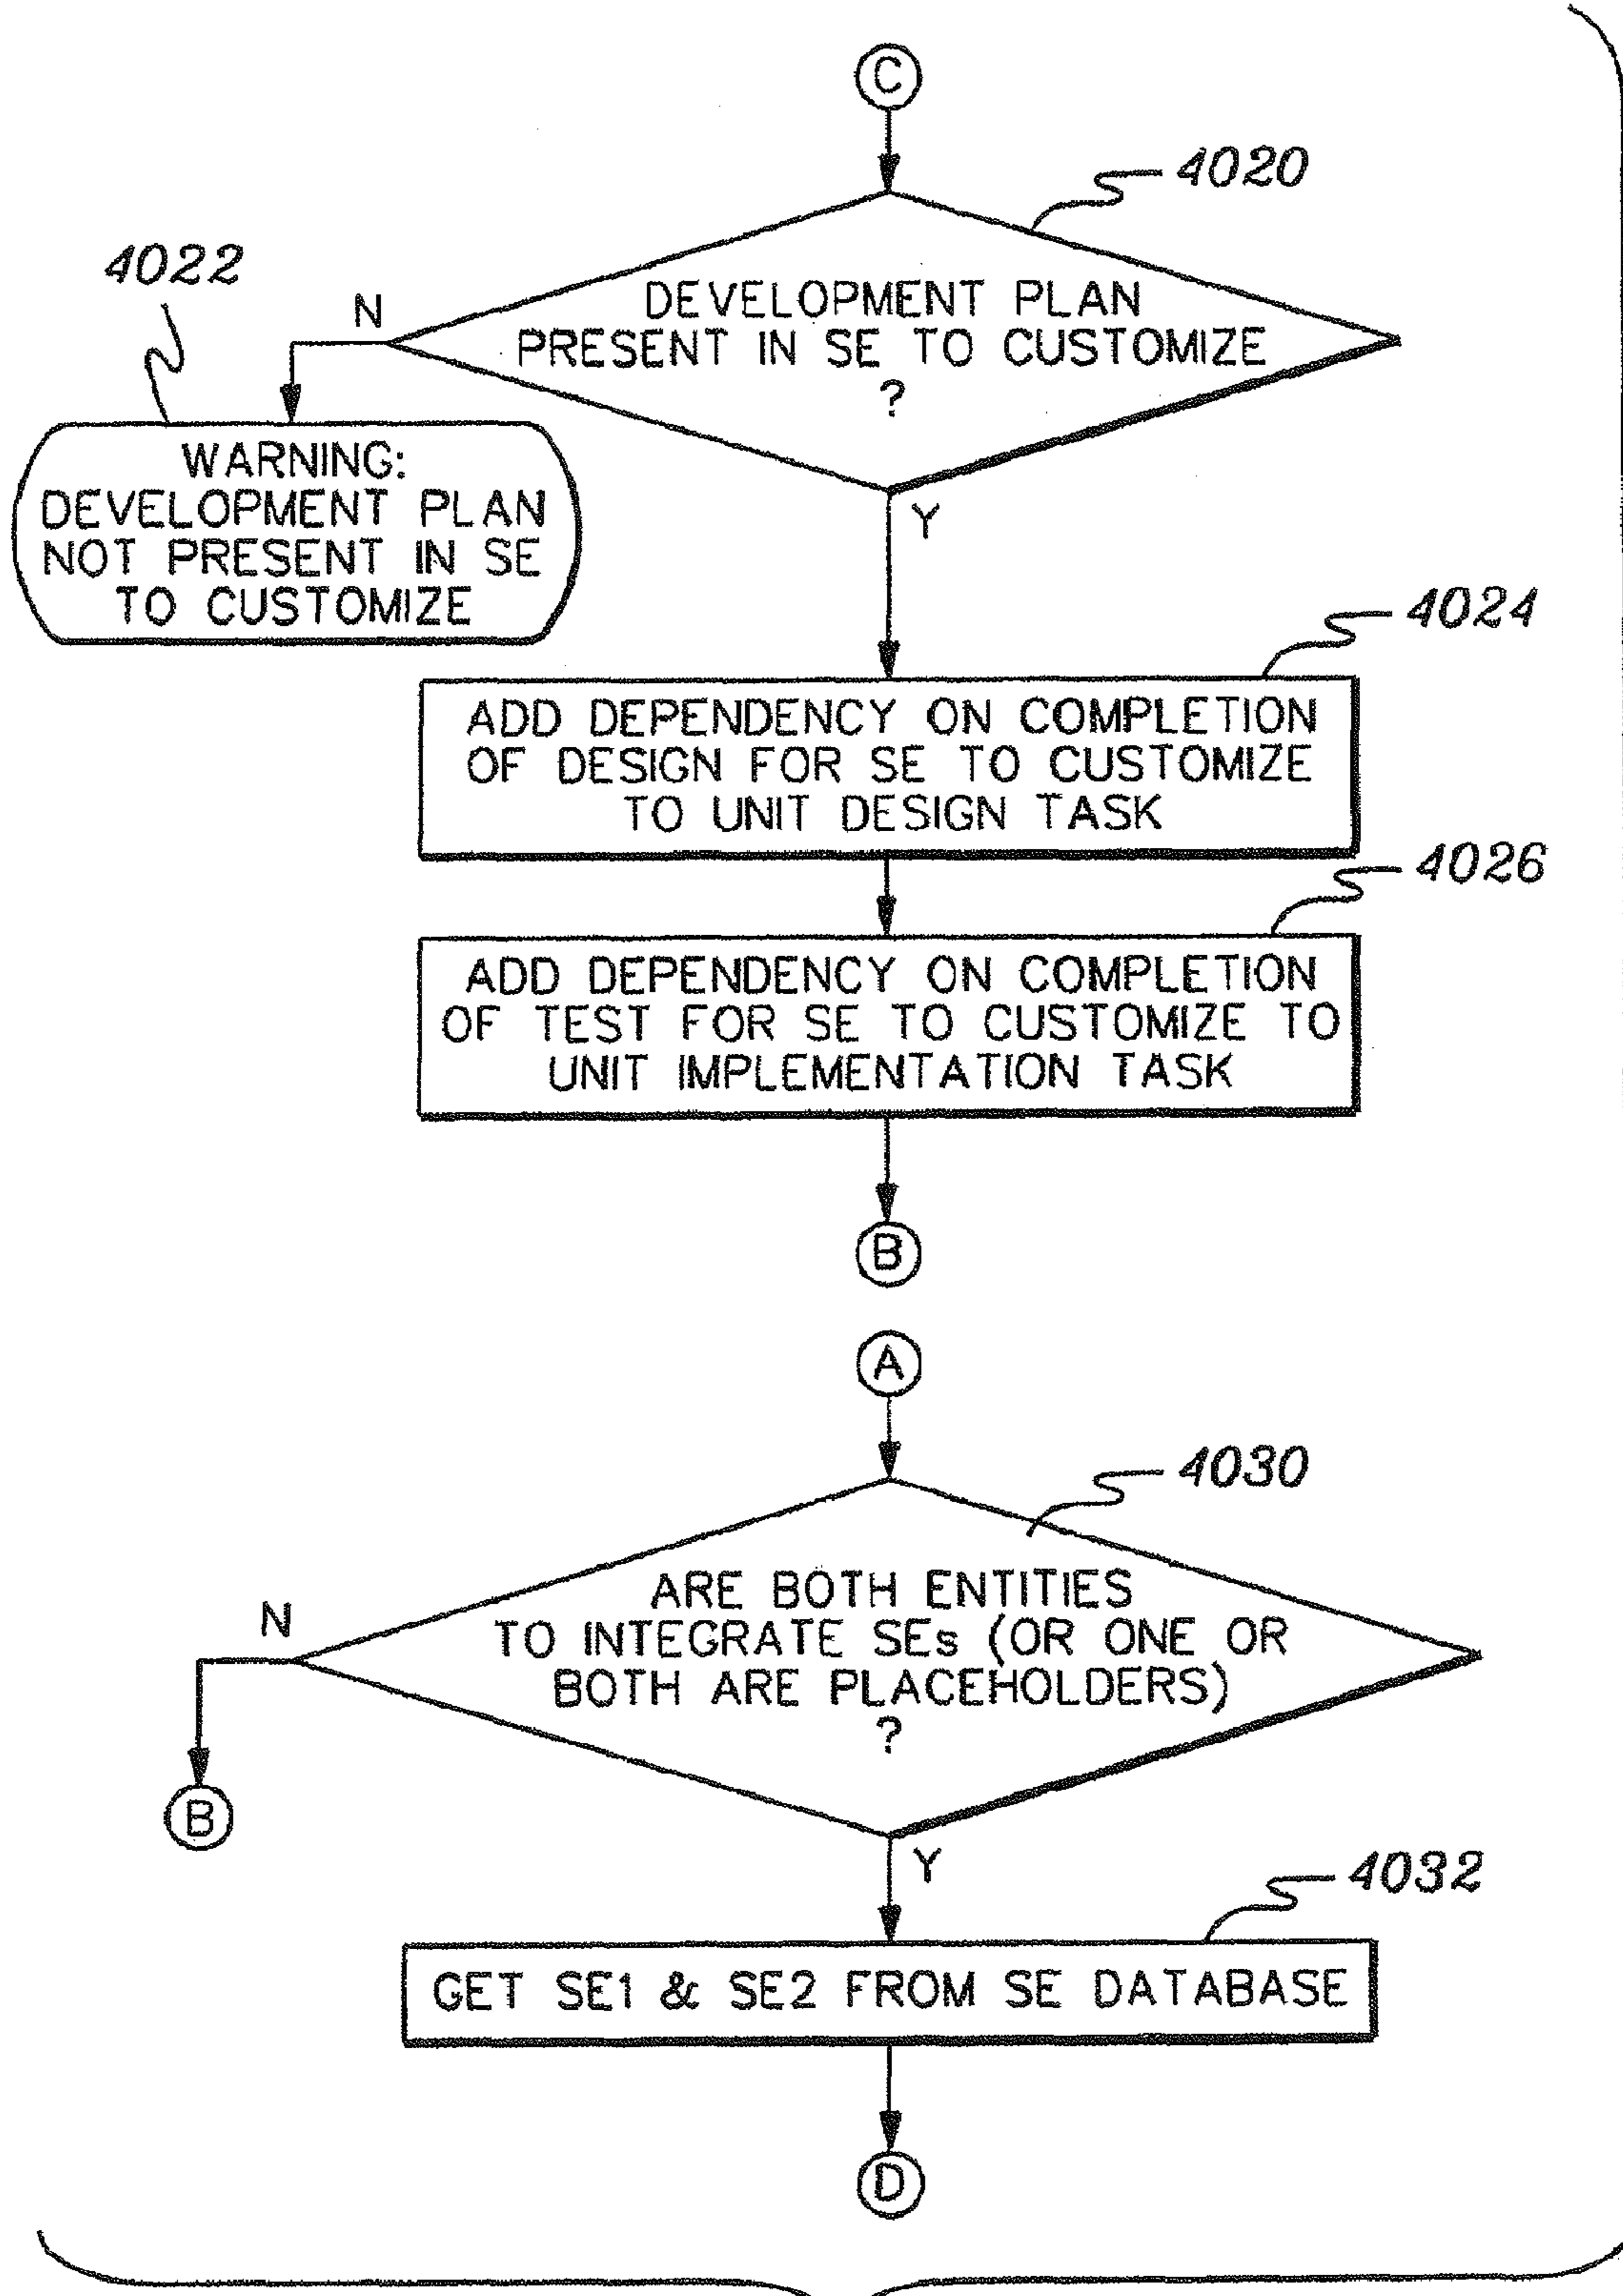 C
4020
4022
N
DEVELOPMENT PLAN
PRESENT IN SE TO CUSTOMIZE
?
WARNING:
DEVELOPMENT PLAN
NOT PRESENT IN SE
TO CUSTOMIZE
Y
4024
ADD DEPENDENCY ON COMPLETION
OF DESIGN FOR SE TO CUSTOMIZE
TO UNIT DESIGN TASK
4026
ADD DEPENDENCY ON COMPLETION
OF TEST FOR SE TO CUSTOMIZE TO
UNIT IMPLEMENTATION TASK
B
A
4030
N
ARE BOTH ENTITIES
TO INTEGRATE SEs (OR ONE OR
BOTH ARE PLACEHOLDERS)
?
B
Y
4032
GET SE1 & SE2 FROM SE DATABASE
D